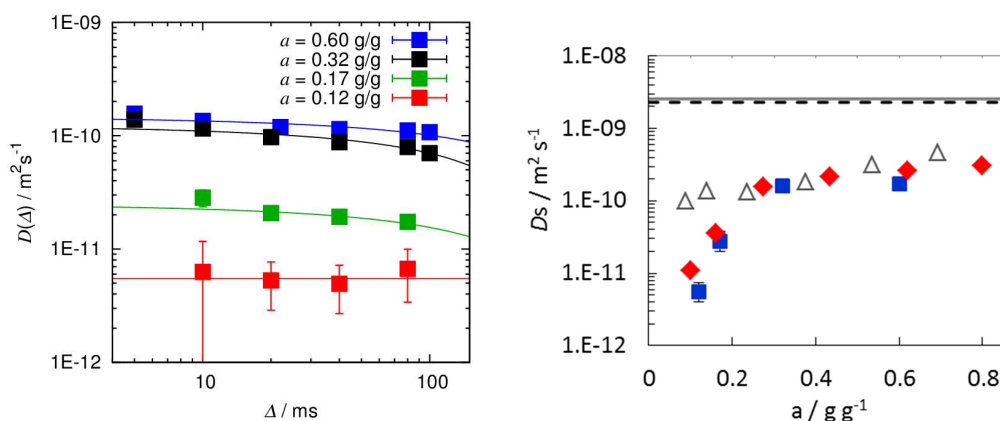 1E-09
1E-10
1E-11
1E-12
D(Δ) / m²s⁻¹
a = 0.60 g/g
a = 0.32 g/g
a = 0.17 g/g
a = 0.12 g/g
10
100
Δ / ms
1.E-08
1.E-09
1.E-10
1.E-11
1.E-12
Ds / m² s⁻¹
0
0.2
0.4
0.6
0.8
a / g g⁻¹